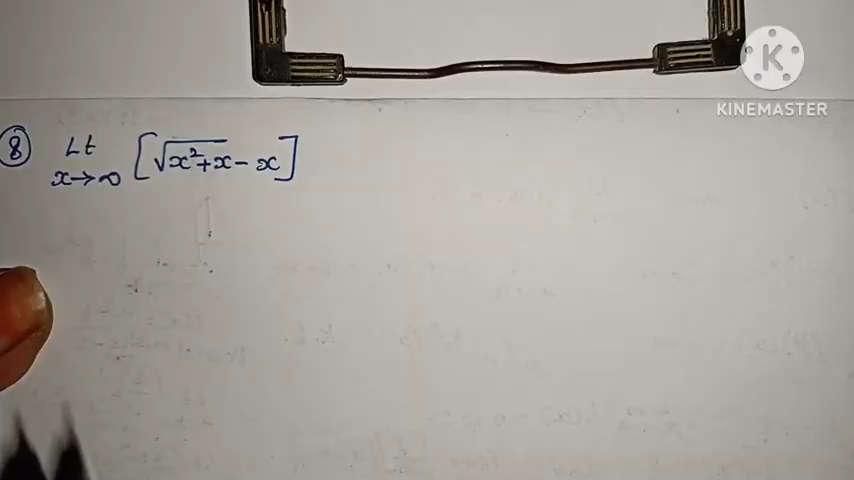 ⑧ Lt [√x²+x - x]
x→∞
K
KINEMASTER